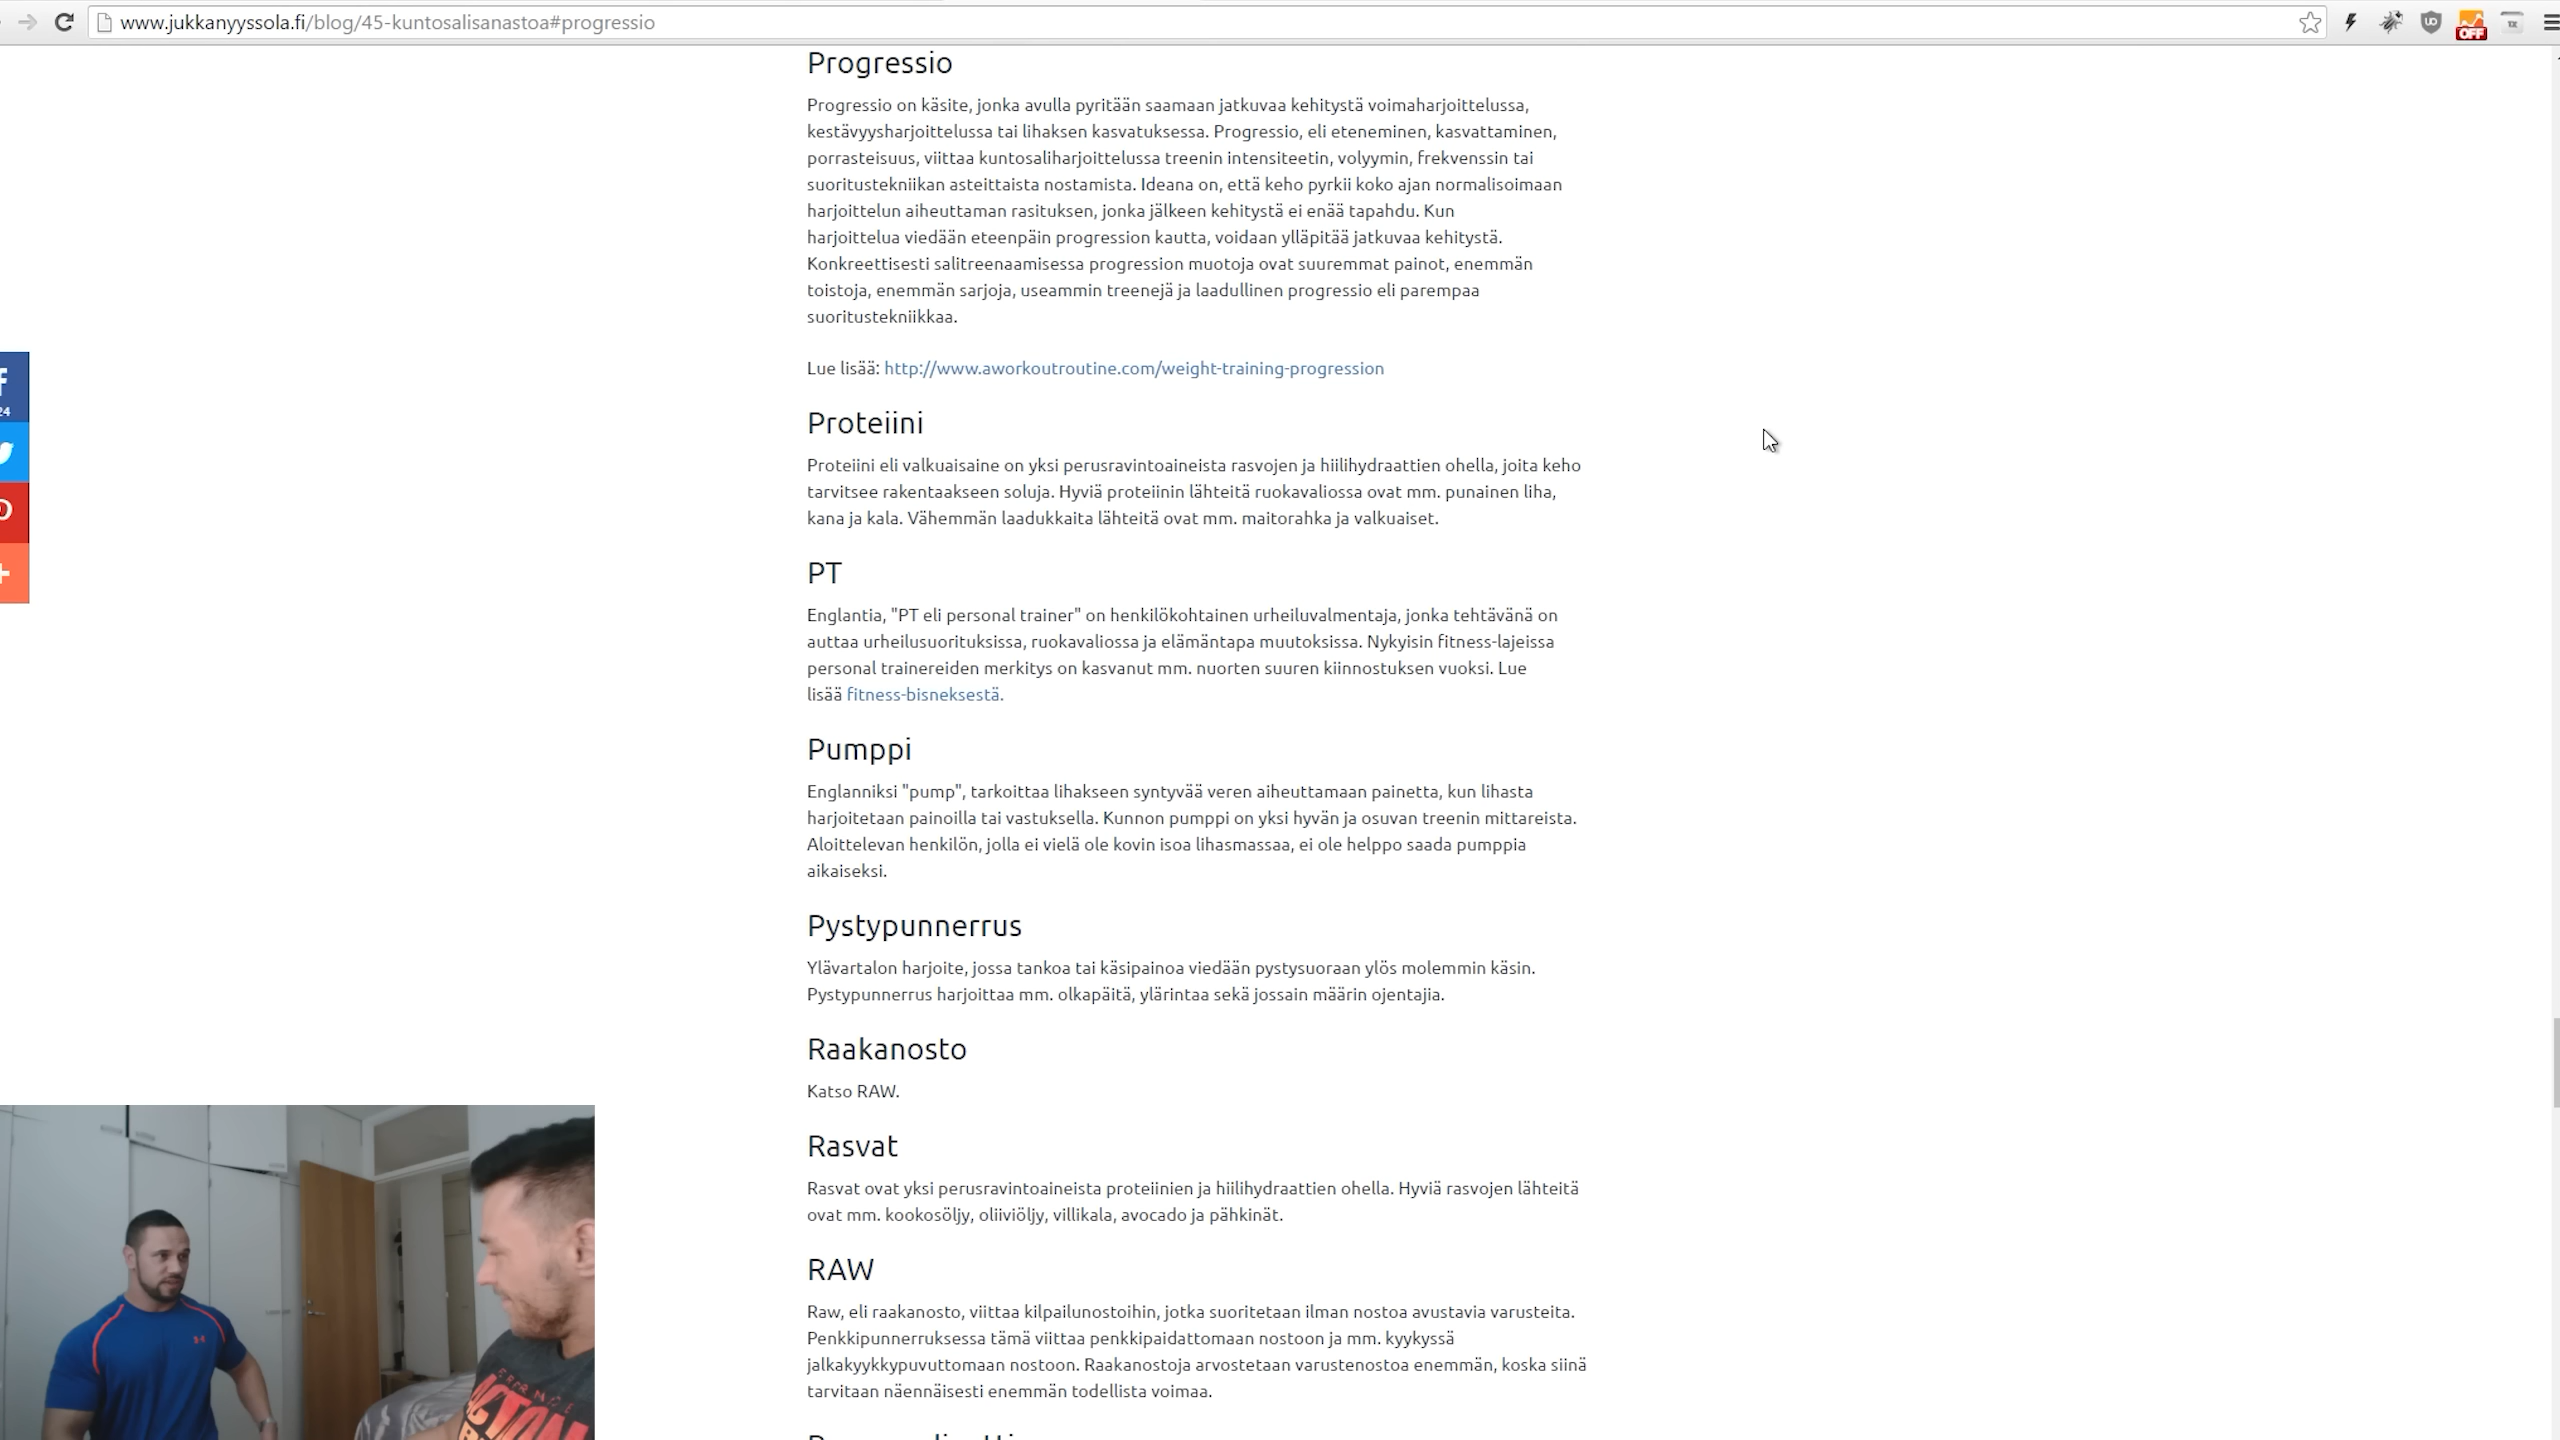 www.jukkanyyssola.fi/blog/45-kuntosalisanastoa#progressio
OFF
Progressio
Progressio on käsite, jonka avulla pyritään saamaan jatkuvaa kehitystä voimaharjoittelussa,
kestävyysharjoittelussa tai lihaksen kasvatuksessa. Progressio, eli eteneminen, kasvattaminen,
porrasteisuus, viittaa kuntosaliharjoittelussa treenin intensiteetin, volyymin, frekvenssin tai
suoritustekniikan asteittaista nostamista. Ideana on, että keho pyrkii koko ajan normalisoimaan
harjoittelun aiheuttaman rasituksen, jonka jälkeen kehitystä ei enää tapahdu. Kun
harjoittelua viedään eteenpäin progression kautta, voidaan ylläpitää jatkuvaa kehitystä.
Konkreettisesti salitreenaamisessa progression muotoja ovat suuremmat painot, enemmän
toistoja, enemmän sarjoja, useammin treenejä ja laadullinen progressio eli parempaa
suoritustekniikkaa.
Lue lisää: http://www.aworkoutroutine.com/weight-training-progression
24
Proteiini
Proteiini eli valkuaisaine on yksi perusravintoaineista rasvojen ja hiilihydraattien ohella, joita keho
tarvitsee rakentaakseen soluja. Hyviä proteiinin lähteitä ruokavaliossa ovat mm. punainen liha,
kana ja kala. Vähemmän laadukkaita lähteitä ovat mm. maitorahka ja valkuaiset.
PT
Englantia, "PT eli personal trainer" on henkilökohtainen urheiluvalmentaja, jonka tehtävänä on
auttaa urheilusuorituksissa, ruokavaliossa ja elämäntapa muutoksissa. Nykyisin fitness-lajeissa
personal trainereiden merkitys on kasvanut mm. nuorten suuren kiinnostuksen vuoksi. Lue
lisää fitness-bisneksestä.
Pumppi
Englanniksi "pump", tarkoittaa lihakseen syntyvää veren aiheuttamaan painetta, kun lihasta
harjoitetaan painoilla tai vastuksella. Kunnon pumppi on yksi hyvän ja osuvan treenin mittareista.
Aloittelevan henkilön, jolla ei vielä ole kovin isoa lihasmassaa, ei ole helppo saada pumppia
aikaiseksi.
Pystypunnerrus
Ylävartalon harjoite, jossa tankoa tai käsipainoa viedään pystysuoraan ylös molemmin käsin.
Pystypunnerrus harjoittaa mm. olkapäitä, ylärintaa sekä jossain määrin ojentajia.
Raakanosto
Katso RAW.
Rasvat
Rasvat ovat yksi perusravintoaineista proteiinien ja hiilihydraattien ohella. Hyviä rasvojen lähteitä
ovat mm. kookosöljy, oliiviöljy, villikala, avocado ja pähkinät.
RAW
Raw, eli raakanosto, viittaa kilpailunostoihin, jotka suoritetaan ilman nostoa avustavia varusteita.
Penkkipunnerruksessa tämä viittaa penkkipaidattomaan nostoon ja mm. kyykyssä
jalkakyykkypuvuttomaan nostoon. Raakanostoja arvostetaan varustenostoa enemmän, koska siinä
tarvitaan näennäisesti enemmän todellista voimaa.
ACTION